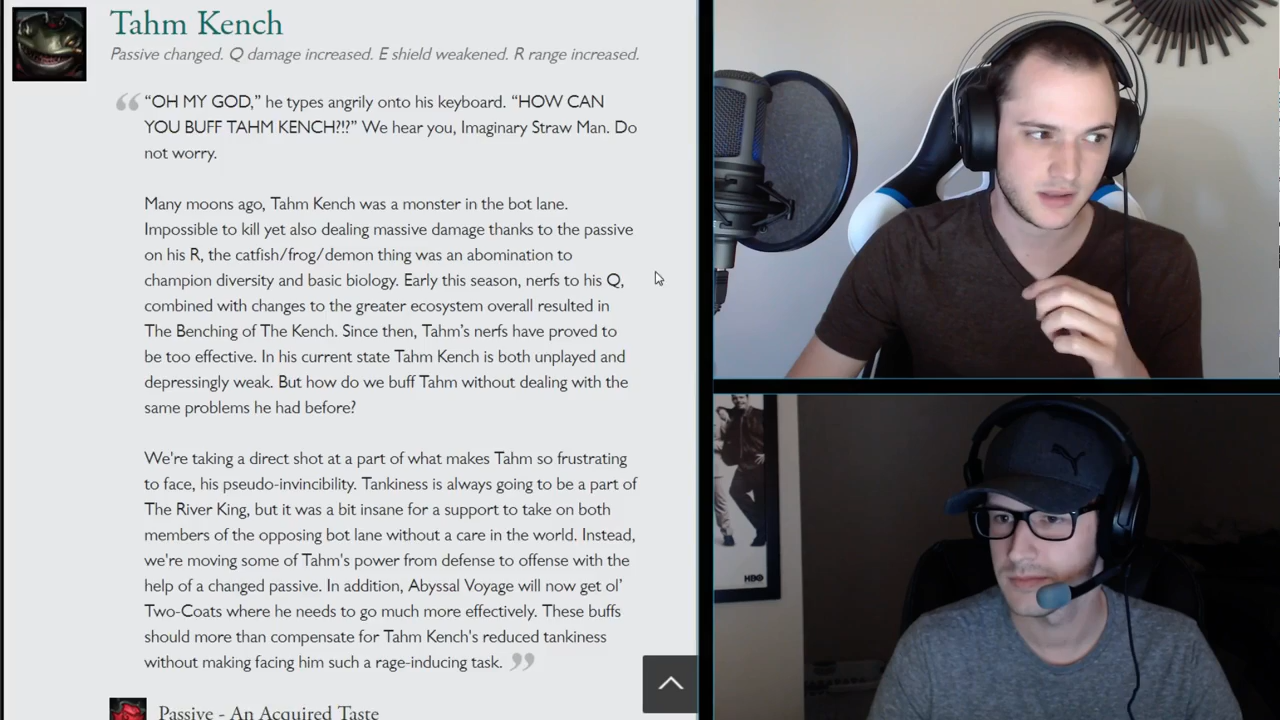 Tahm Kench
Passive changed. Q damage increased. E shield weakened. R range increased.
“OH MY GOD,” he types angrily onto his keyboard. “HOW CAN
YOU BUFF TAHM KENCH?!?” We hear you, Imaginary Straw Man. Do
not worry.
Many moons ago, Tahm Kench was a monster in the bot lane.
Impossible to kill yet also dealing massive damage thanks to the passive
on his R, the catfish/frog/demon thing was an abomination to
champion diversity and basic biology. Early this season, nerfs to his Q,
combined with changes to the greater ecosystem overall resulted in
The Benching of The Kench. Since then, Tahm's nerfs have proved to
be too effective. In his current state Tahm Kench is both unplayed and
depressingly weak. But how do we buff Tahm without dealing with the
same problems he had before?
We're taking a direct shot at a part of what makes Tahm so frustrating
to face, his pseudo-invincibility. Tankiness is always going to be a part of
The River King, but it was a bit insane for a support to take on both
members of the opposing bot lane without a care in the world. Instead,
we're moving some of Tahm's power from defense to offense with the
help of a changed passive. In addition, Abyssal Voyage will now get ol’
Two-Coats where he needs to go much more effectively. These buffs
should more than compensate for Tahm Kench's reduced tankiness
without making facing him such a rage-inducing task.
Passive - An Acquired Taste
HBO